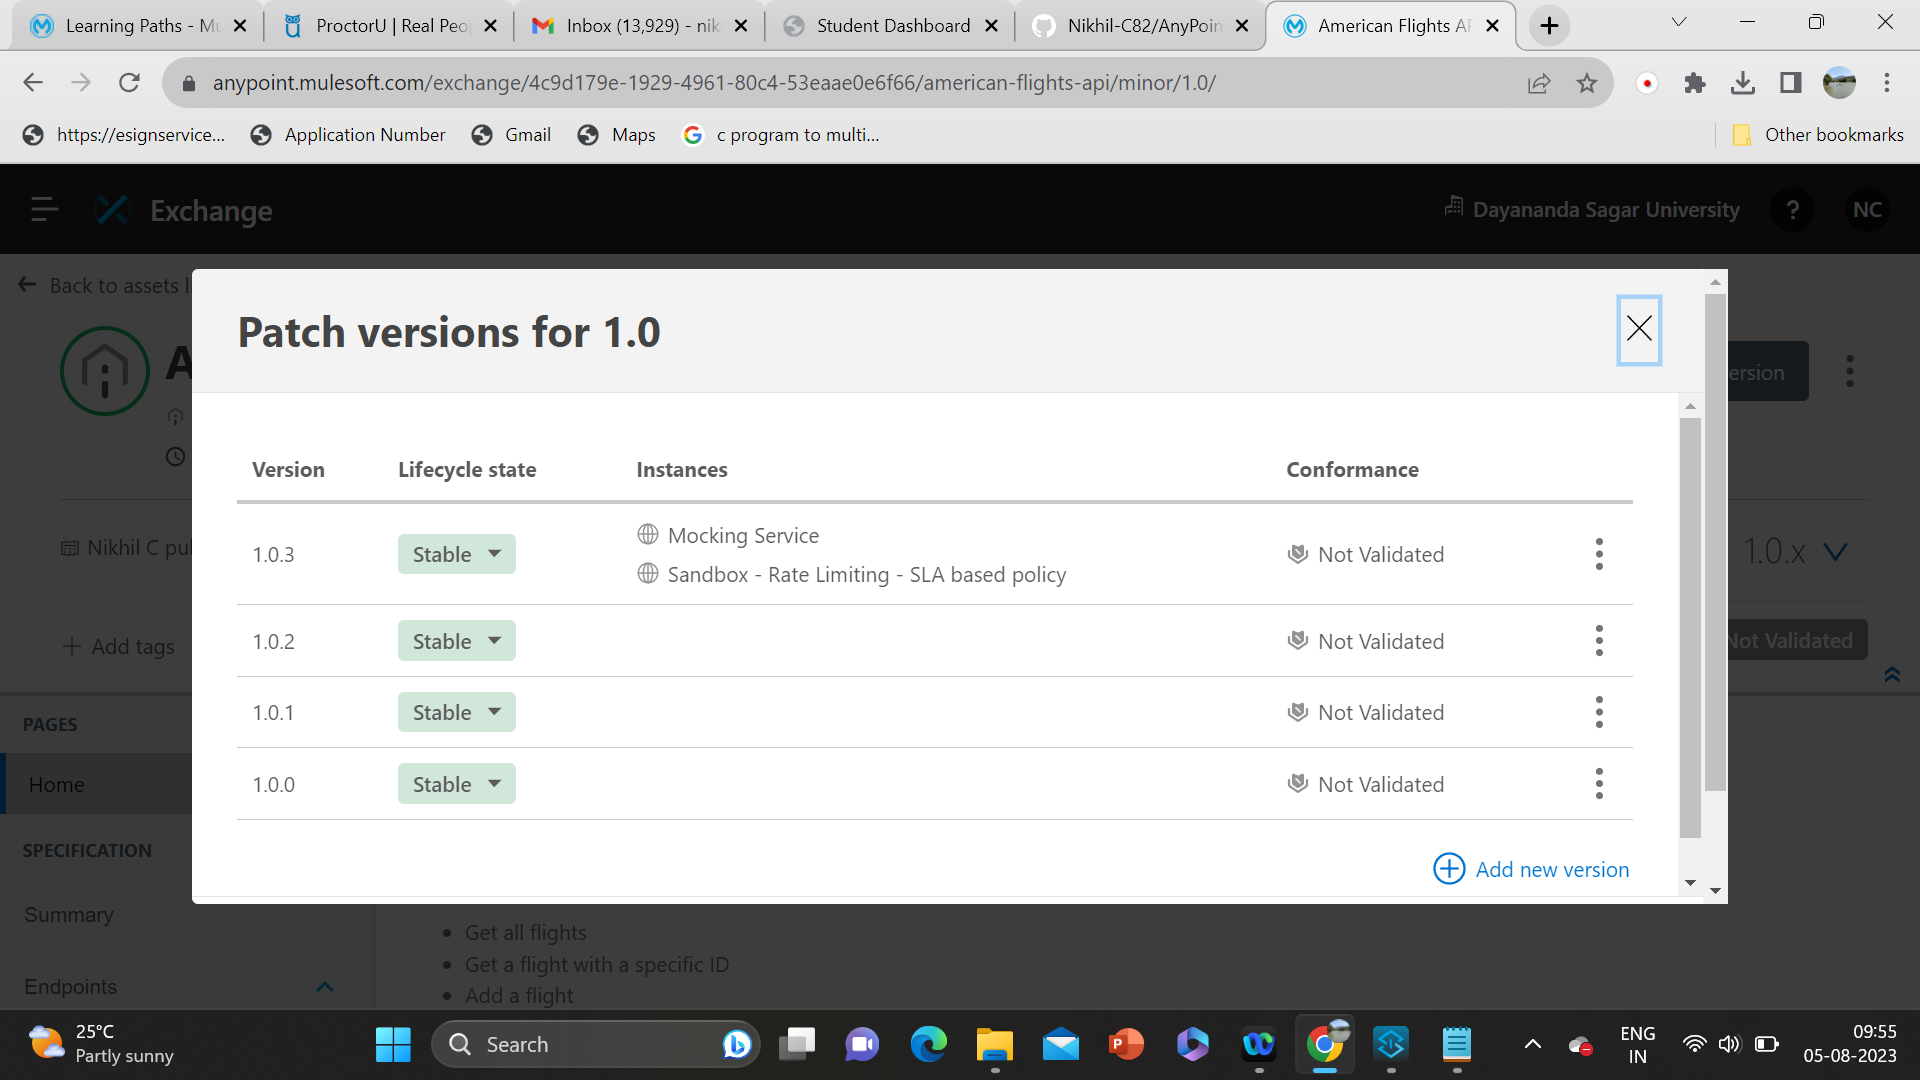 Learning Paths - Mu
ProctorU | Real Peop
Inbox (13,929) - nik
Student Dashboard
Nikhil-C82/AnyPoin
American Flights AP
anypoint.mulesoft.com/exchange/4c9d179e-1929-4961-80c4-53eaae0e6f66/american-flights-api/minor/1.0/
https://esignservice...
Application Number
Gmail
Maps
c program to multi...
Other bookmarks
Exchange
Dayananda Sagar University
?
NC
Back to assets l
Patch versions for 1.0
A
ersion
Version
Lifecycle state
Instances
Conformance
1.0.3
Stable
Mocking Service
Sandbox - Rate Limiting - SLA based policy
Not Validated
Nikhil C pul
1.0.x
1.0.2
Stable
Not Validated
Add tags
Not Validated
1.0.1
Stable
Not Validated
PAGES
Home
1.0.0
Stable
Not Validated
SPECIFICATION
Add new version
Summary
Get all flights
Get a flight with a specific ID
Endpoints
Add a flight
25°C
Partly sunny
Search
ENG
IN
09:55
05-08-2023